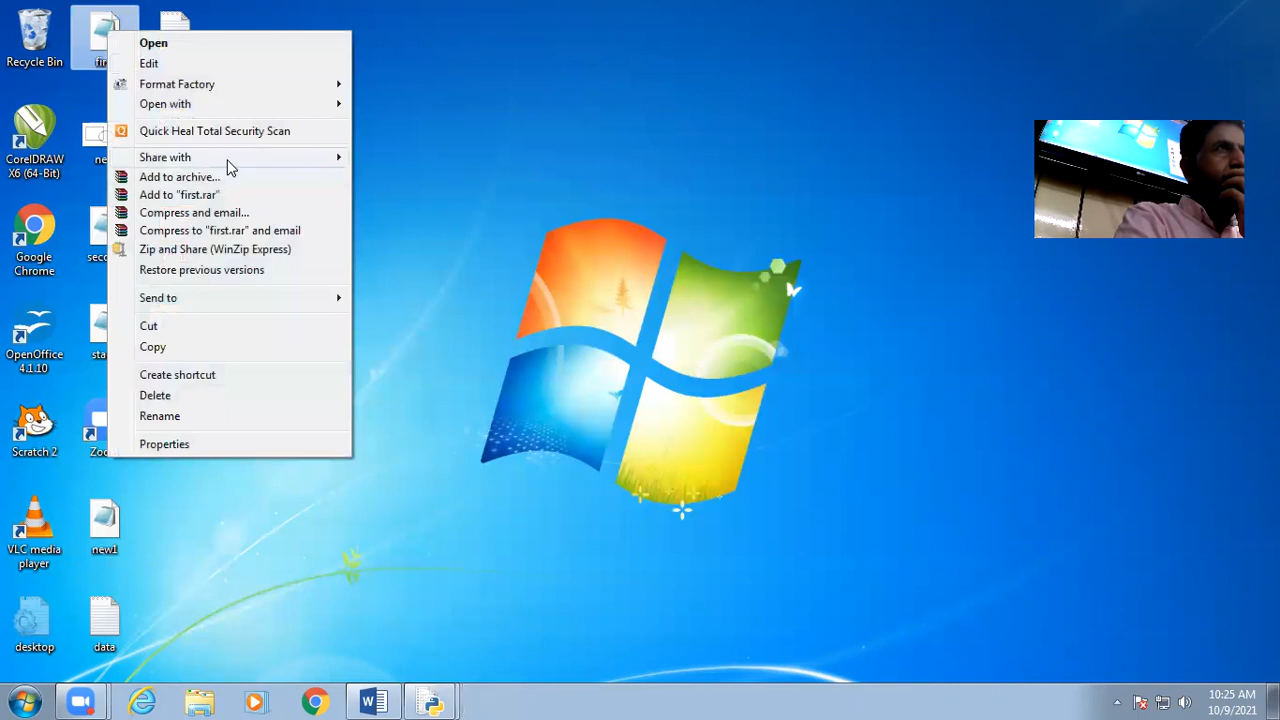 Recycle Bin
Open
Edit
Format Factory
Open with
Quick Heal Total Security Scan
Share with
Add to archive...
Add to "first.rar"
Compress and email...
Compress to "first.rar" and email
Zip and Share (WinZip Express)
Restore previous versions
Send to
Cut
Copy
Create shortcut
Delete
Rename
Properties
CorelDRAW
X6 (64-Bit)
Google
Chrome
OpenOffice
4.1.10
Scratch 2
VLC media
player
new1
desktop
data
10:25 AM
10/9/2021